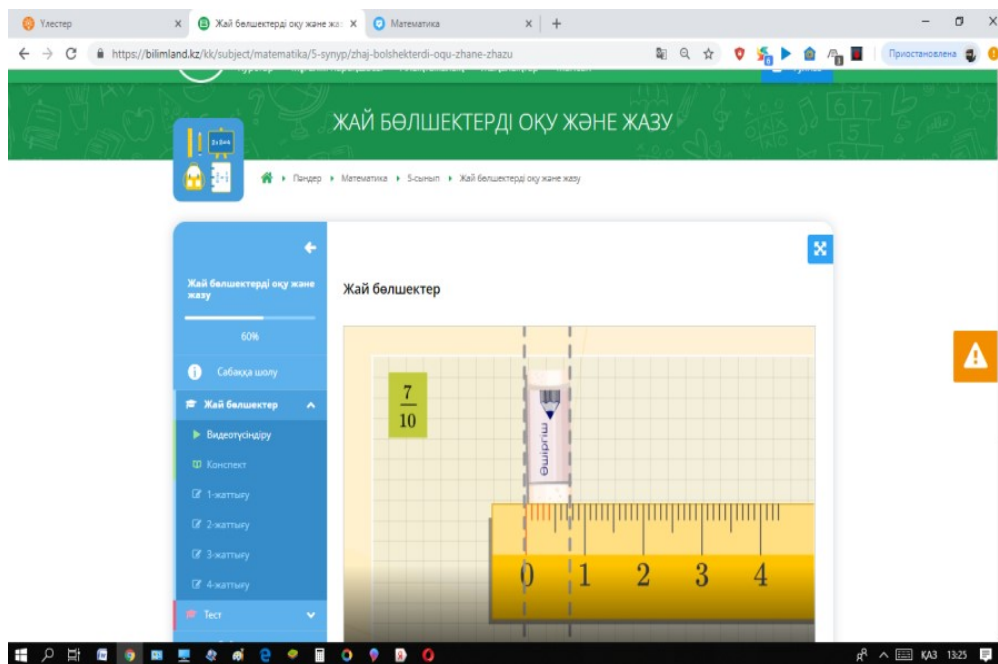 Үлестер
Жай бөлшектерді оқу және жа:
Математика
https://bilimland.kz/kk/subject/matematika/5-synyp/zhaj-bolshekterdi-oqu-zhane-zhazu
Приостановлена
ЖАЙ БӨЛШЕКТЕРДІ ОҚУ ЖӘНЕ ЖАЗУ
Пәндер Математика 5-сынып Жай бөлшектерді оқу және жазу
Жай бөлшектерді оқу және
жазу
60%
Сабаққа шолу
Жай бөлшектер
Видеотүсіндіру
Конспект
1-жаттығу
2-жаттығу
3-жаттығу
4-жаттығу
Тест
Жай бөлшектер
7
10
Өшіргіш
0 1 2 3 4
ҚАЗ 13:25